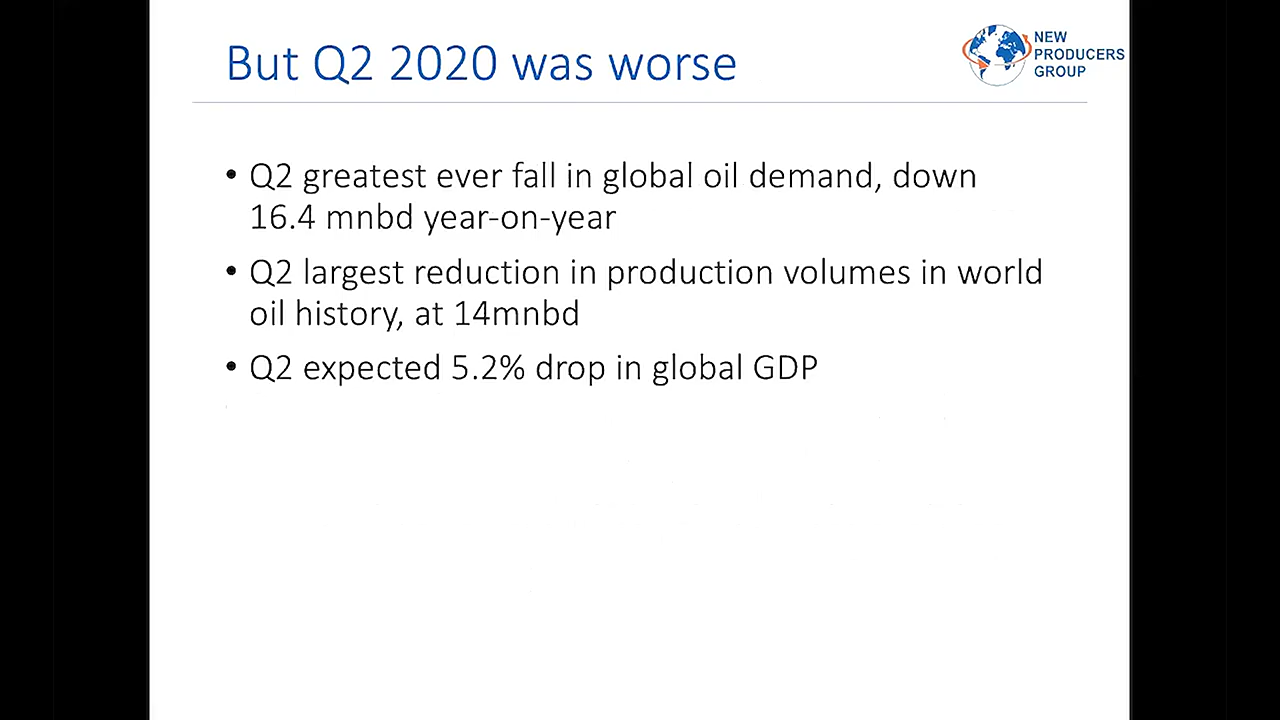 But Q2 2020 was worse
NEW
PRODUCERS
GROUP
• Q2 greatest ever fall in global oil demand, down
16.4 mnbd year-on-year
• Q2 largest reduction in production volumes in world
oil history, at 14mnbd
• Q2 expected 5.2% drop in global GDP